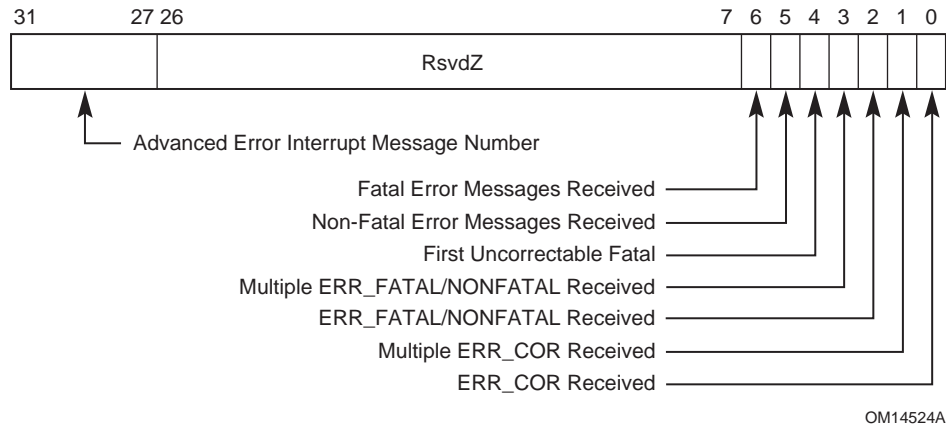 31 27 26 7 6 5 4 3 2 1 0
RsvdZ
Advanced Error Interrupt Message Number
Fatal Error Messages Received
Non-Fatal Error Messages Received
First Uncorrectable Fatal
Multiple ERR_FATAL/NONFATAL Received
ERR_FATAL/NONFATAL Received
Multiple ERR_COR Received
ERR_COR Received
OM14524A